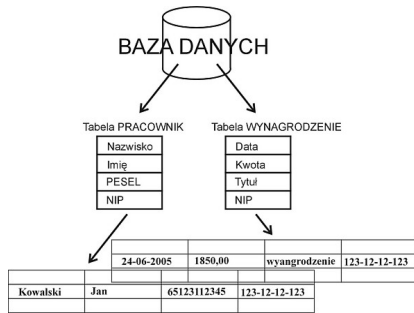 BAZA DANYCH
Tabela PRACOWNIK
Nazwisko
Imię
PESEL
NIP
Tabela WYNAGRODZENIE
Data
Kwota
Tytuł
NIP
24-06-2005 1850,00 wyangrodzenie 123-12-12-123
Kowalski Jan 65123112345 123-12-12-123